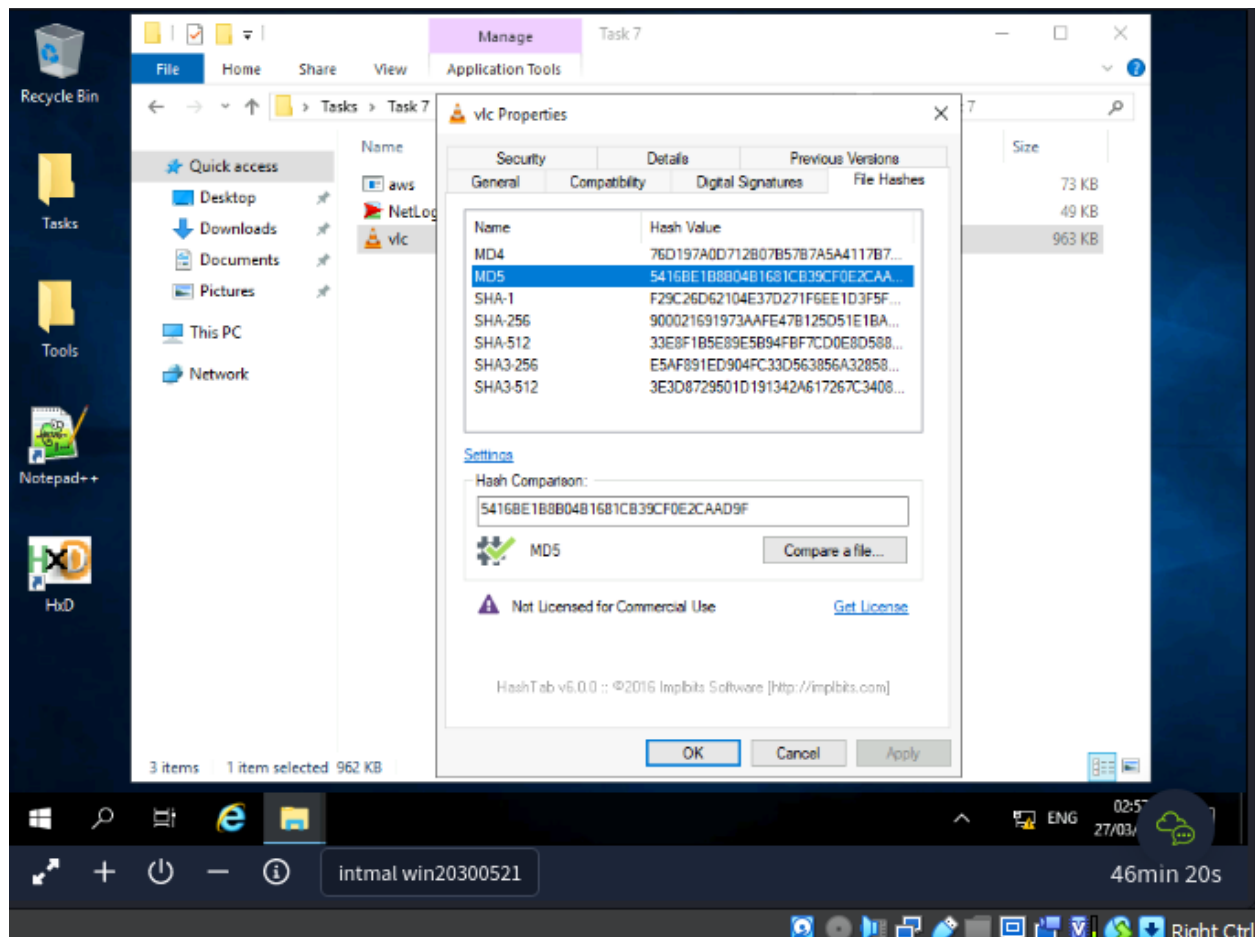 Recycle Bin
Tasks
Tools
Notepad++
HxD
Manage
Task 7
File
Home
Share
View
Application Tools
Tasks > Task 7
7
Quick access
Desktop
Downloads
Documents
Pictures
This PC
Network
Name
Size
aws
73 KB
NetLog
49 KB
vlc
963 KB
vlc Properties
Security
Details
Previous Versions
General
Compatibility
Digital Signatures
File Hashes
Name
Hash Value
MD4
76D197A0D712B07B57B7A5A4117B7...
MD5
5416BE1B8B04B1681CB39CF0E2CAA...
SHA-1
F29C26D62104E37D271F6EE1D3F5F...
SHA-256
900021691973AAFE47B125D51E1BA...
SHA-512
33E8F1B5E89E5B94FBF7CD0E8D588...
SHA3-256
E5AF891ED904FC33D563856A32858...
SHA3-512
3E3D8729501D191342A617267C3408...
Settings
Hash Comparison:
5416BE1B8B04B1681CB39CF0E2CAAD9F
MD5
Compare a file...
Not Licensed for Commercial Use
Get License
HashTab v6.0.0 :: ©2016 Implbits Software [http://implbits.com]
OK
Cancel
Apply
3 items
1 item selected 962 KB
ENG
02:57
27/03/
intmal win20300521
46min 20s
Right Ctrl